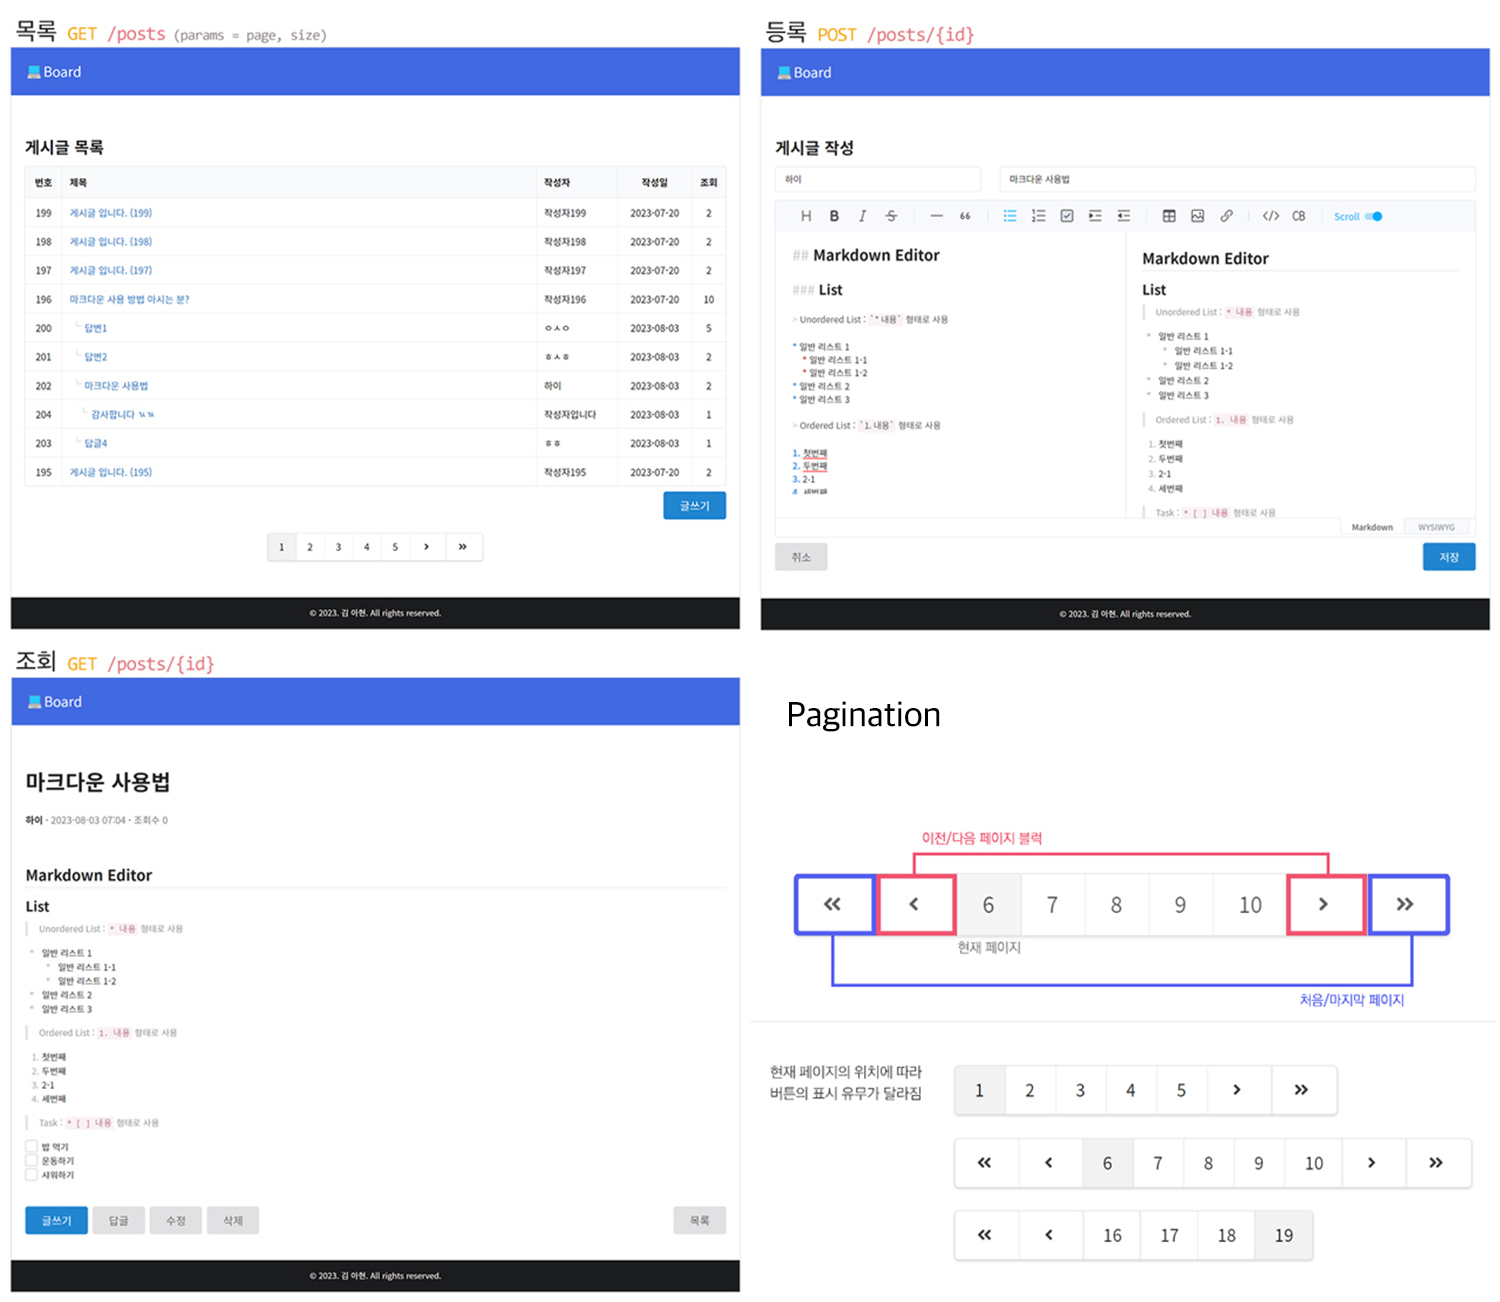 목록 GET /posts (params = page, size)
Board
게시글 목록
번호 제목 작성자 작성일 조회
199 게시글 입니다. (199) 작성자199 2023-07-20 2
198 게시글 입니다. (198) 작성자198 2023-07-20 2
197 게시글 입니다. (197) 작성자197 2023-07-20 2
196 마크다운 사용 방법 아시는 분? 작성자196 2023-07-20 10
200 답변1 ㅇㅅㅇ 2023-08-03 5
201 답변2 ㅎㅅㅎ 2023-08-03 2
202 마크다운 사용법 하이 2023-08-03 2
204 감사합니다 ㄳㄳ 작성자입니다 2023-08-03 1
203 답글4 ㅎㅎ 2023-08-03 1
195 게시글 입니다. (195) 작성자195 2023-07-20 2
글쓰기
1 2 3 4 5 › »
© 2023. 김 아현. All rights reserved.
등록 POST /posts/{id}
Board
게시글 작성
하이 마크다운 사용법
H B I S — 66 </> CB Scroll
## Markdown Editor
### List
> Unordered List : `* 내용` 형태로 사용
* 일반 리스트 1
* 일반 리스트 1-1
* 일반 리스트 1-2
* 일반 리스트 2
* 일반 리스트 3
> Ordered List : `1. 내용` 형태로 사용
1. 첫번째
2. 두번째
3. 2-1
4. 세번째
Markdown Editor
List
Unordered List : * 내용 형태로 사용
일반 리스트 1
일반 리스트 1-1
일반 리스트 1-2
일반 리스트 2
일반 리스트 3
Ordered List : 1. 내용 형태로 사용
1. 첫번째
2. 두번째
3. 2-1
4. 세번째
Task : * [ ] 내용 형태로 사용
Markdown WYSIWYG
취소 저장
© 2023. 김 아현. All rights reserved.
조회 GET /posts/{id}
Board
마크다운 사용법
하이 · 2023-08-03 07:04 · 조회수 0
Markdown Editor
List
Unordered List : * 내용 형태로 사용
일반 리스트 1
일반 리스트 1-1
일반 리스트 1-2
일반 리스트 2
일반 리스트 3
Ordered List : 1. 내용 형태로 사용
1. 첫번째
2. 두번째
3. 2-1
4. 세번째
Task : * [ ] 내용 형태로 사용
밥 먹기
운동하기
샤워하기
글쓰기 답글 수정 삭제 목록
© 2023. 김 아현. All rights reserved.
Pagination
이전/다음 페이지 블럭
« ‹ 6 7 8 9 10 › »
현재 페이지
처음/마지막 페이지
현재 페이지의 위치에 따라
버튼의 표시 유무가 달라짐
1 2 3 4 5 › »
« ‹ 6 7 8 9 10 › »
« ‹ 16 17 18 19